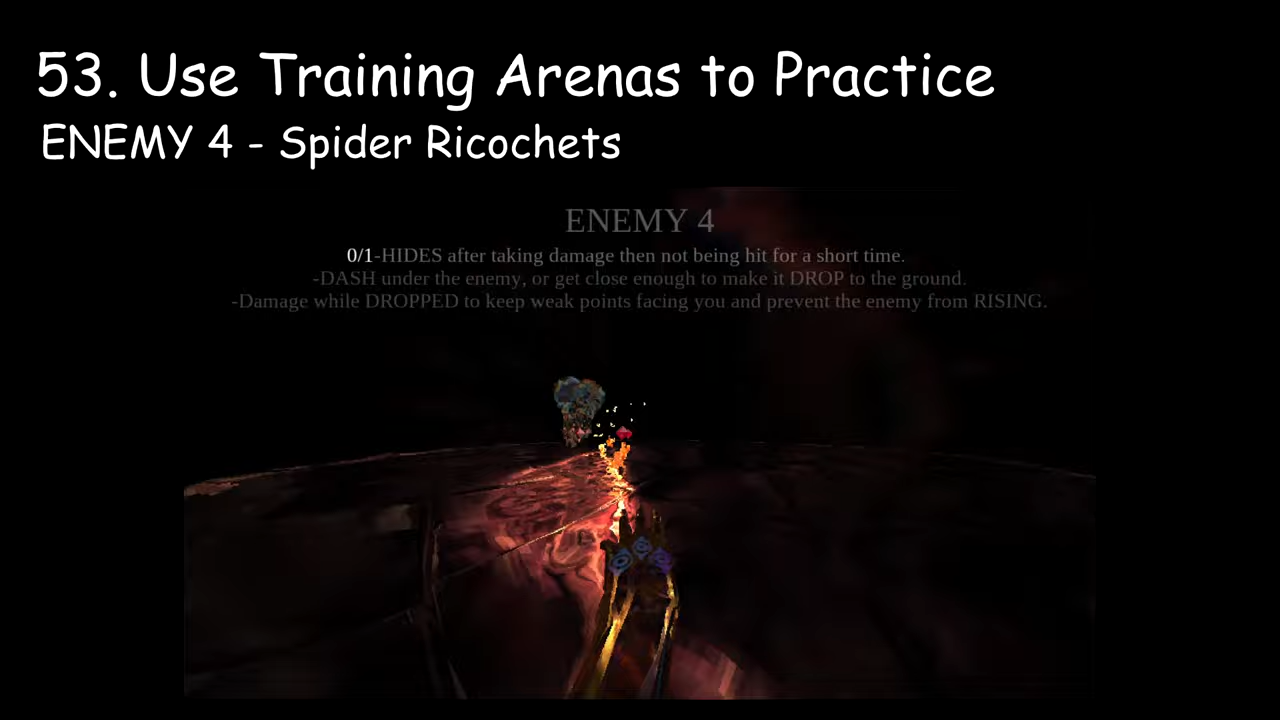 53. Use Training Arenas to Practice
ENEMY 4 - Spider Ricochets
ENEMY 4
0/1-HIDES after taking damage then not being hit for a short time.
-DASH under the enemy, or get close enough to make it DROP to the ground.
-Damage while DROPPED to keep weak points facing you and prevent the enemy from RISING.